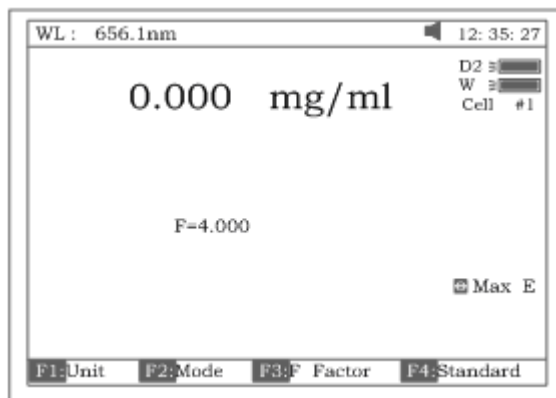 WL: 656.1nm 12:35:27
D2
W
Cell #1
0.000 mg/ml
F=4.000
Max E
F1:Unit F2:Mode F3:F Factor F4:Standard